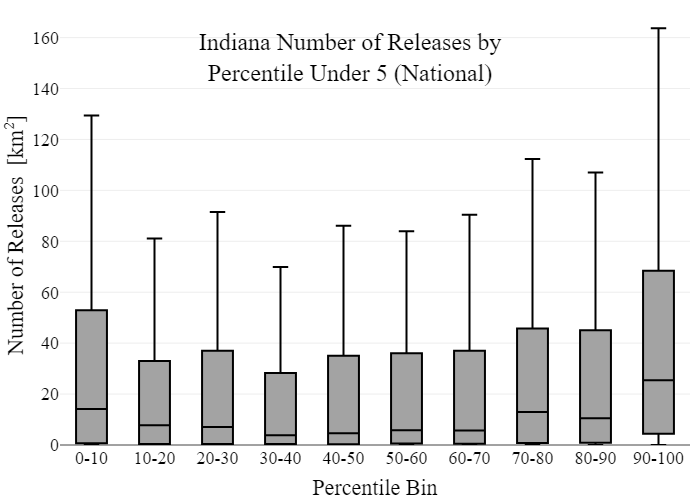 Indiana Number of Releases by
Percentile Under 5 (National)
Number of Releases [km²]
160
140
120
100
80
60
40
20
0
0-10 10-20 20-30 30-40 40-50 50-60 60-70 70-80 80-90 90-100
Percentile Bin